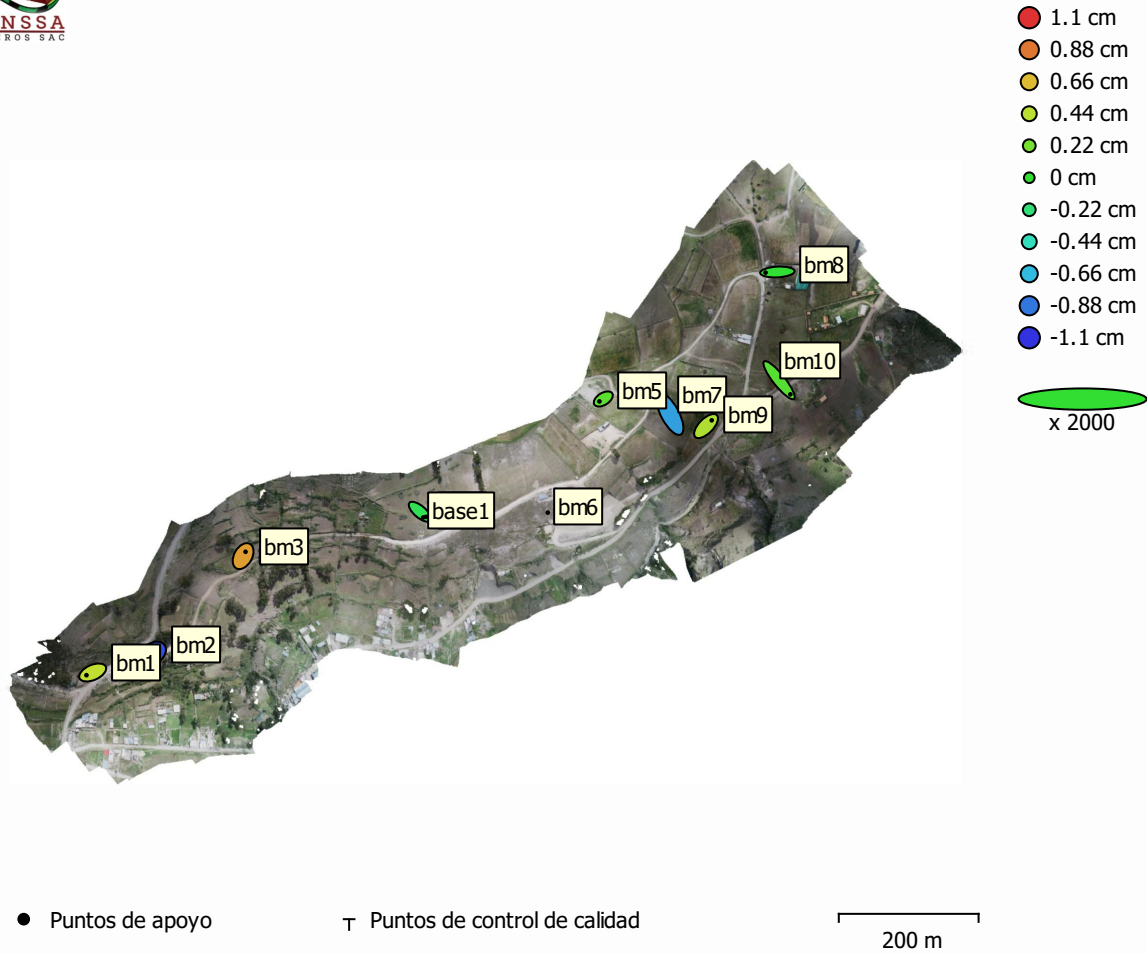 NSSA
EROS SAC
1.1 cm
0.88 cm
0.66 cm
0.44 cm
0.22 cm
0 cm
-0.22 cm
-0.44 cm
-0.66 cm
-0.88 cm
-1.1 cm
x 2000
bm8
bm10
bm5
bm7
bm9
base1
bm6
bm3
bm2
bm1
Puntos de apoyo
Puntos de control de calidad
200 m